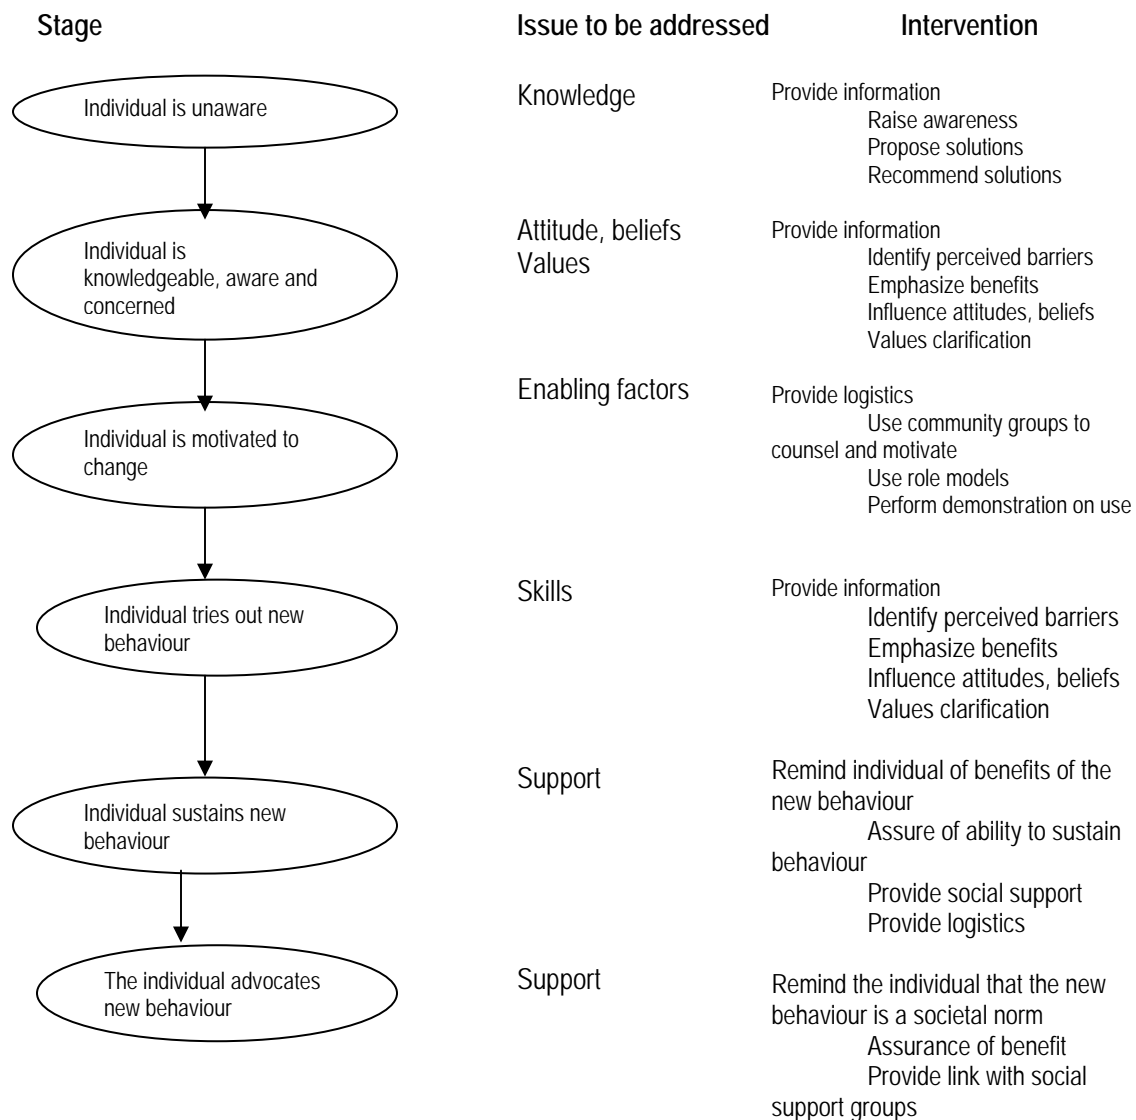 Stage Issue to be addressed Intervention
Individual is unaware
Knowledge
Provide information
Raise awareness
Propose solutions
Recommend solutions
Individual is
knowledgeable, aware and
concerned
Attitude, beliefs
Values
Provide information
Identify perceived barriers
Emphasize benefits
Influence attitudes, beliefs
Values clarification
Individual is motivated to
change
Enabling factors
Provide logistics
Use community groups to
counsel and motivate
Use role models
Perform demonstration on use
Individual tries out new
behaviour
Skills
Provide information
Identify perceived barriers
Emphasize benefits
Influence attitudes, beliefs
Values clarification
Individual sustains new
behaviour
Support
Remind individual of benefits of the
new behaviour
Assure of ability to sustain
behaviour
Provide social support
Provide logistics
The individual advocates
new behaviour
Support
Remind the individual that the new
behaviour is a societal norm
Assurance of benefit
Provide link with social
support groups